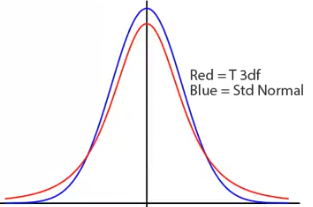 Red = T 3df
Blue = Std Normal